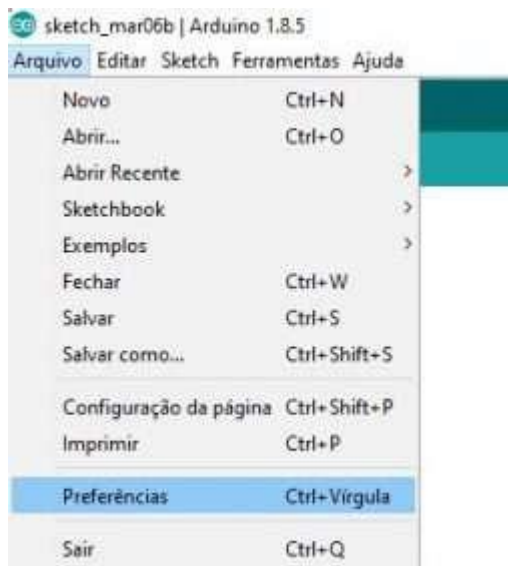 sketch_mar06b | Arduino 1.8.5
Arquivo Editar Sketch Ferramentas Ajuda
Novo Ctrl+N
Abrir... Ctrl+O
Abrir Recente
Sketchbook
Exemplos
Fechar Ctrl+W
Salvar Ctrl+S
Salvar como... Ctrl+Shift+S
Configuração da página Ctrl+Shift+P
Imprimir Ctrl+P
Preferências Ctrl+Vírgula
Sair Ctrl+Q